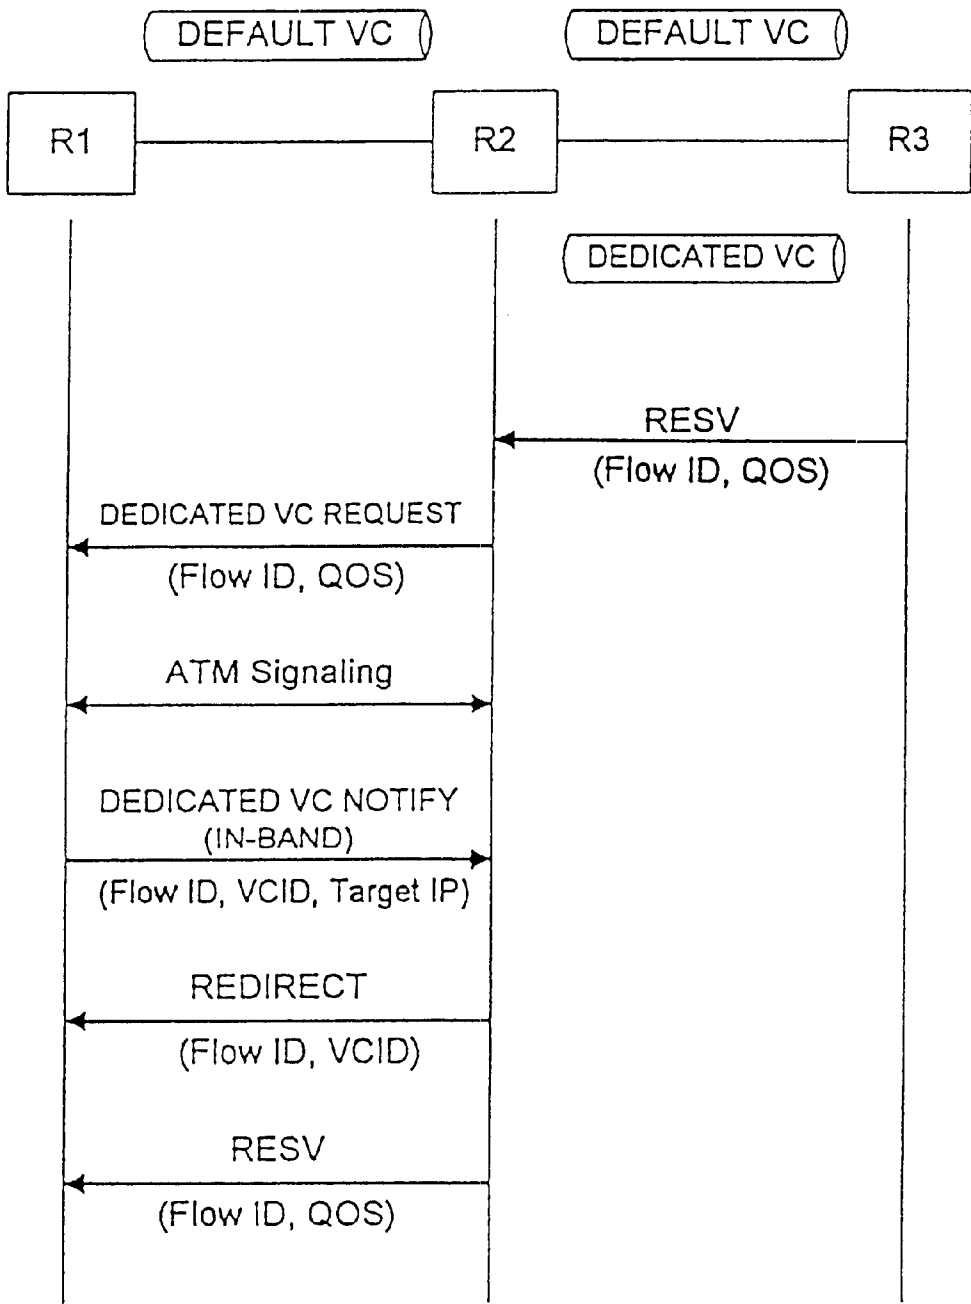 DEFAULT VC
DEFAULT VC
R1
R2
R3
DEDICATED VC
RESV
(Flow ID, QOS)
DEDICATED VC REQUEST
(Flow ID, QOS)
ATM Signaling
DEDICATED VC NOTIFY
(IN-BAND)
(Flow ID, VCID, Target IP)
REDIRECT
(Flow ID, VCID)
RESV
(Flow ID, QOS)